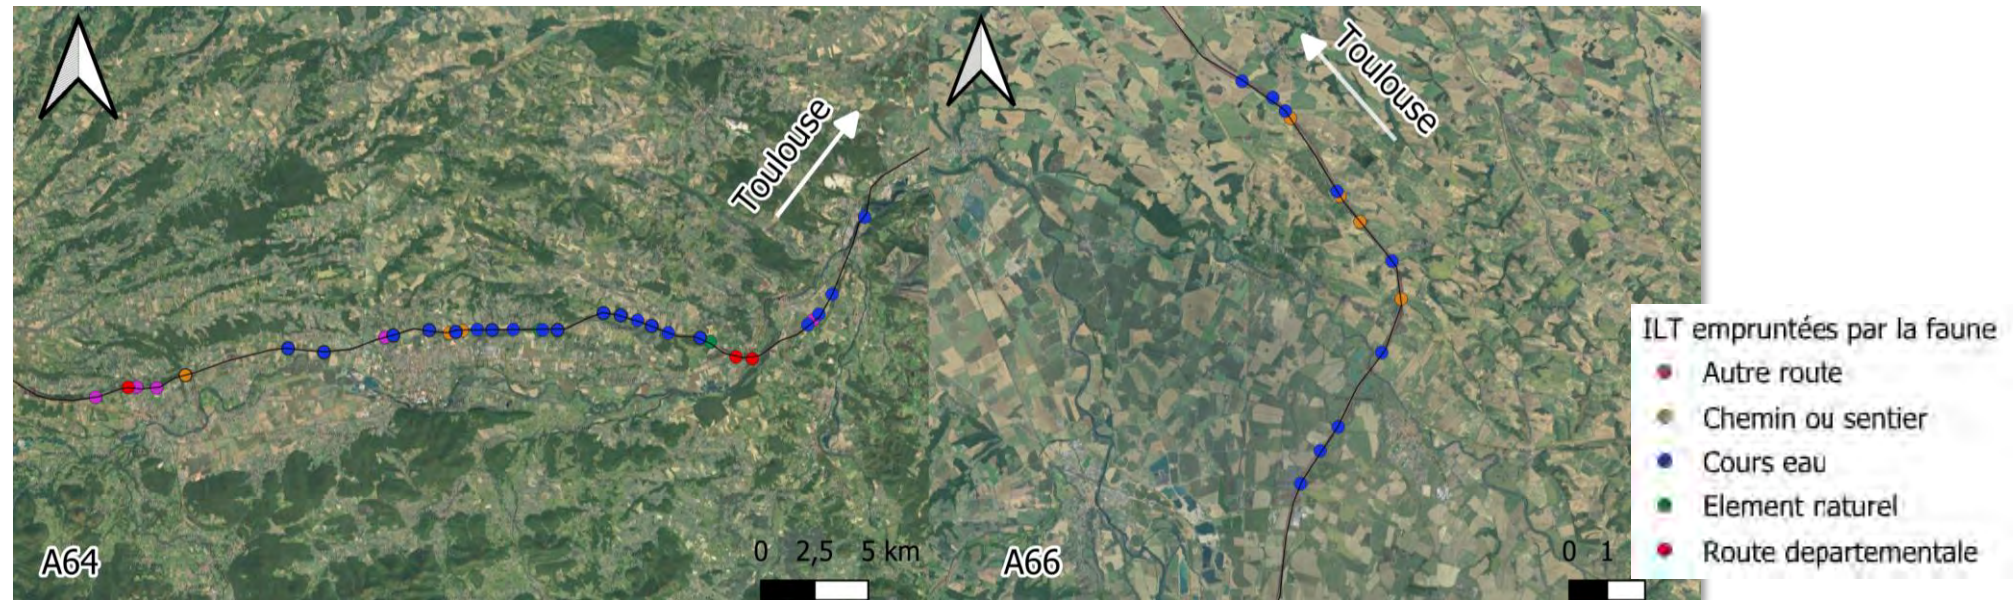 Toulouse
A64
0 2,5 5 km
Toulouse
A66
0 1
ILT empruntées par la faune
Autre route
Chemin ou sentier
Cours eau
Element naturel
Route departementale